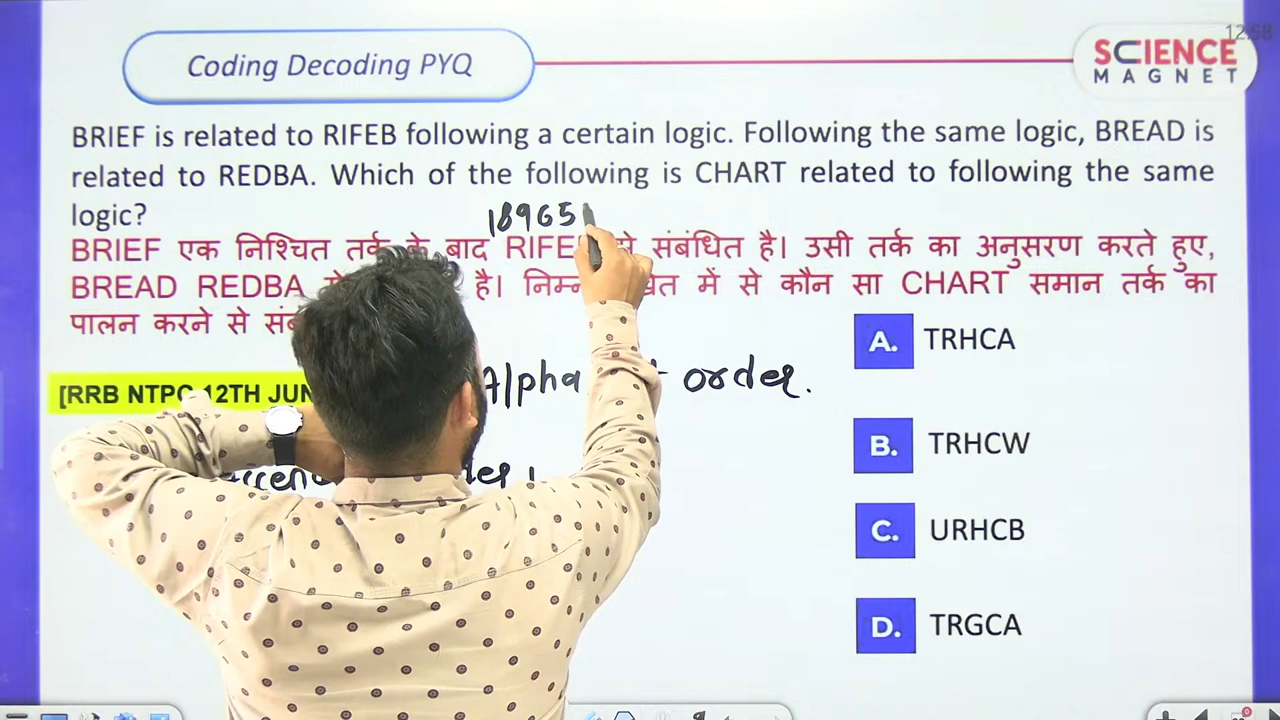 12:58
Coding Decoding PYQ
SCIENCE
MAGNET
BRIEF is related to RIFEB following a certain logic. Following the same logic, BREAD is
related to REDBA. Which of the following is CHART related to following the same
logic?
18965
BRIEF एक निश्चित तर्क के बाद RIFE संबंधित है। उसी तर्क का अनुसरण करते हुए,
BREAD REDBA है। में से कौन सा CHART समान तर्क का
पालन करने से
[RRB NTPC 12TH JUN
order.
A. TRHCA
B. TRHCW
C. URHCB
D. TRGCA